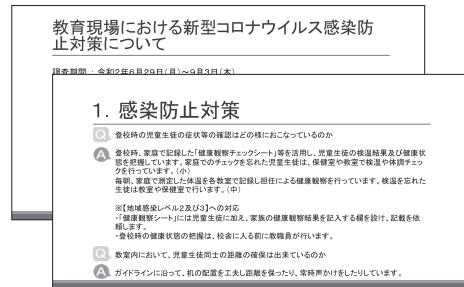 教育現場における新型コロナウイルス感染防
止対策について
調査期間 : 令和2年6月29日(月)~9月3日(木)
1. 感染防止対策
Q 登校時の児童生徒の症状等の確認はどの様におこなっているのか
A 登校時、家庭で記録した「健康観察チェックシート」等を活用し、児童生徒の検温結果及び健康状
態を把握しています。家庭でのチェックを忘れた児童生徒は、保健室や教室で検温や体調チェッ
クを行っています。(小)
毎朝、家庭で測定した体温を各教室で記録し担任による健康観察を行っています。検温を忘れた
生徒は教室や保健室で行います。(中)
※【地域感染レベル2及び3】への対応
・「健康観察シート」には児童生徒に加え、家族の健康観察結果を記入する欄を設け、記載を依
頼します。
・登校時の健康状態の把握は、校舎に入る前に教職員が行います。
Q 教室内において、児童生徒同士の距離の確保は出来ているのか
A ガイドラインに沿って、机の配置を工夫し距離を保ったり、常時声かけをしたりしています。